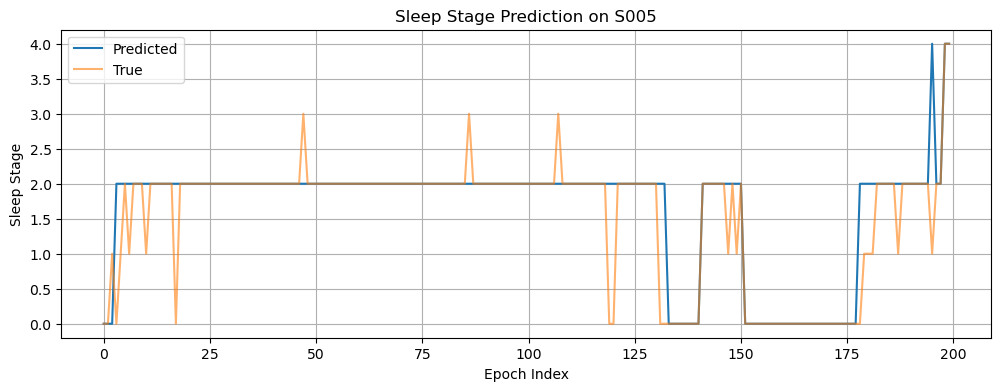 Sleep Stage Prediction on S005
Predicted
True
Sleep Stage
4.0
3.5
3.0
2.5
2.0
1.5
1.0
0.5
0.0
0 25 50 75 100 125 150 175 200
Epoch Index